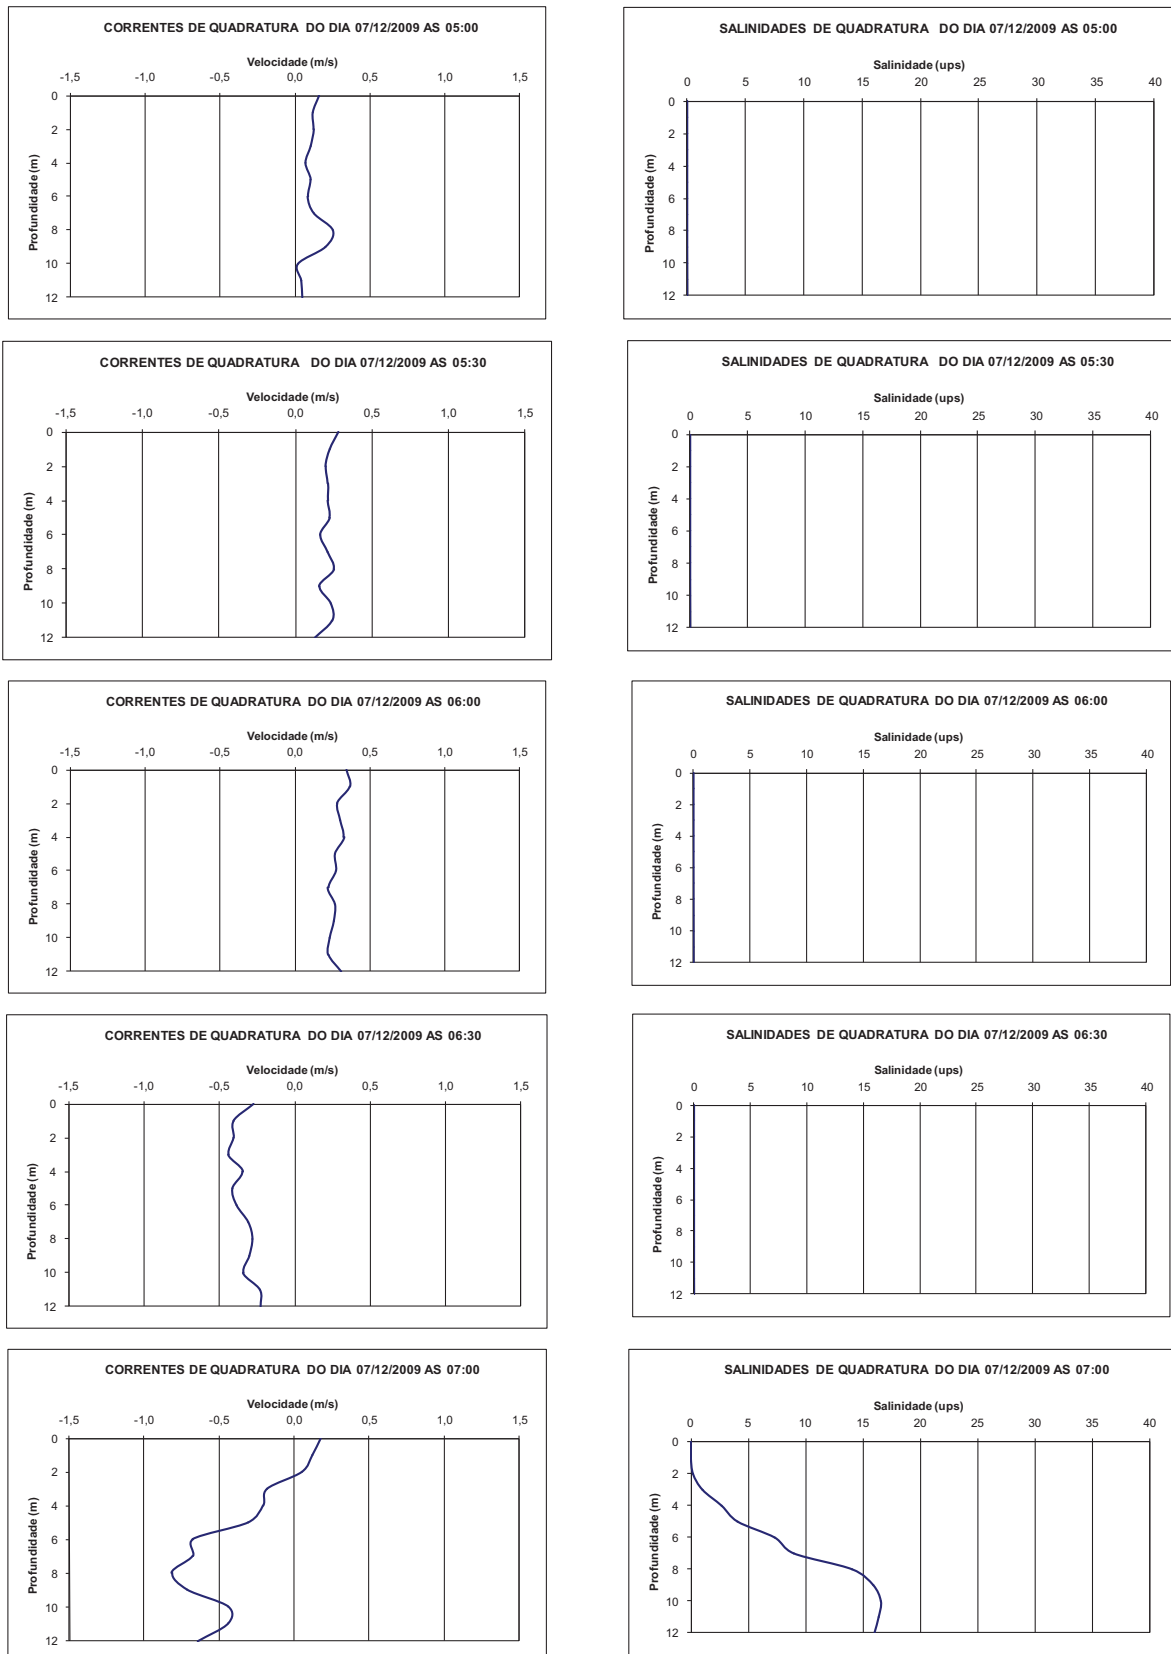 CORRENTES DE QUADRATURA DO DIA 07/12/2009 AS 05:00
Velocidade (m/s)
-1,5 -1,0 -0,5 0,0 0,5 1,0 1,5
0
2
4
6
8
10
12
Profundidade (m)
SALINIDADES DE QUADRATURA DO DIA 07/12/2009 AS 05:00
Salinidade (ups)
0 5 10 15 20 25 30 35 40
0
2
4
6
8
10
12
Profundidade (m)
CORRENTES DE QUADRATURA DO DIA 07/12/2009 AS 05:30
Velocidade (m/s)
-1,5 -1,0 -0,5 0,0 0,5 1,0 1,5
0
2
4
6
8
10
12
Profundidade (m)
SALINIDADES DE QUADRATURA DO DIA 07/12/2009 AS 05:30
Salinidade (ups)
0 5 10 15 20 25 30 35 40
0
2
4
6
8
10
12
Profundidade (m)
CORRENTES DE QUADRATURA DO DIA 07/12/2009 AS 06:00
Velocidade (m/s)
-1,5 -1,0 -0,5 0,0 0,5 1,0 1,5
0
2
4
6
8
10
12
Profundidade (m)
SALINIDADES DE QUADRATURA DO DIA 07/12/2009 AS 06:00
Salinidade (ups)
0 5 10 15 20 25 30 35 40
0
2
4
6
8
10
12
Profundidade (m)
CORRENTES DE QUADRATURA DO DIA 07/12/2009 AS 06:30
Velocidade (m/s)
-1,5 -1,0 -0,5 0,0 0,5 1,0 1,5
0
2
4
6
8
10
12
Profundidade (m)
SALINIDADES DE QUADRATURA DO DIA 07/12/2009 AS 06:30
Salinidade (ups)
0 5 10 15 20 25 30 35 40
0
2
4
6
8
10
12
Profundidade (m)
CORRENTES DE QUADRATURA DO DIA 07/12/2009 AS 07:00
Velocidade (m/s)
-1,5 -1,0 -0,5 0,0 0,5 1,0 1,5
0
2
4
6
8
10
12
Profundidade (m)
SALINIDADES DE QUADRATURA DO DIA 07/12/2009 AS 07:00
Salinidade (ups)
0 5 10 15 20 25 30 35 40
0
2
4
6
8
10
12
Profundidade (m)